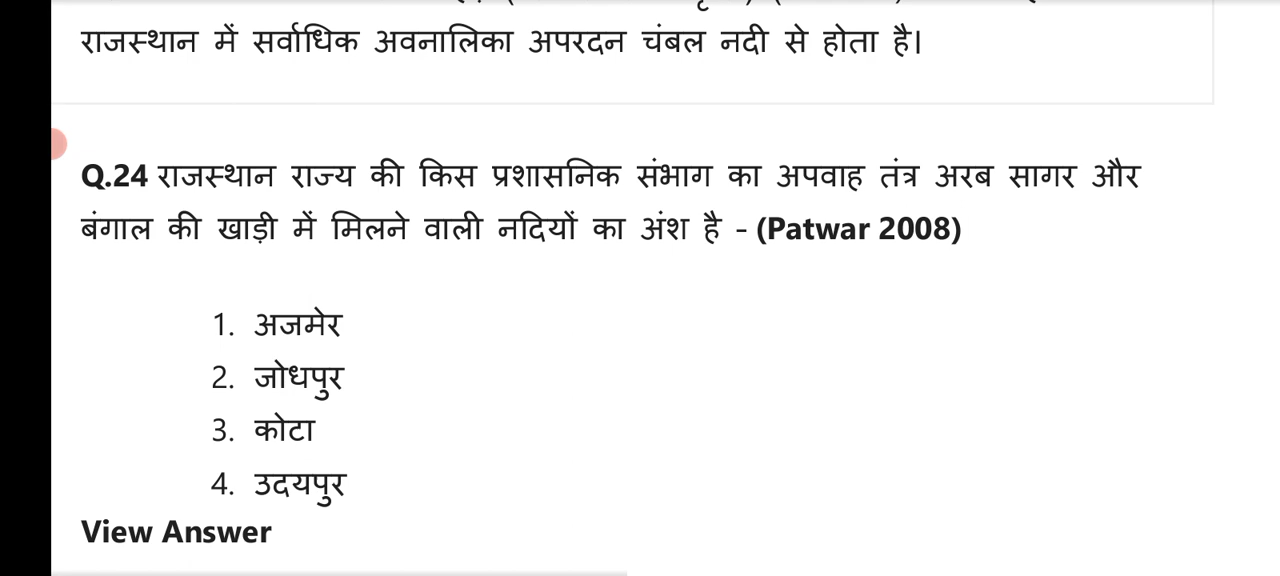 राजस्थान में सर्वाधिक अवनालिका अपरदन चंबल नदी से होता है।
Q.24 राजस्थान राज्य की किस प्रशासनिक संभाग का अपवाह तंत्र अरब सागर और
बंगाल की खाड़ी में मिलने वाली नदियों का अंश है - (Patwar 2008)
1. अजमेर
2. जोधपुर
3. कोटा
4. उदयपुर
View Answer